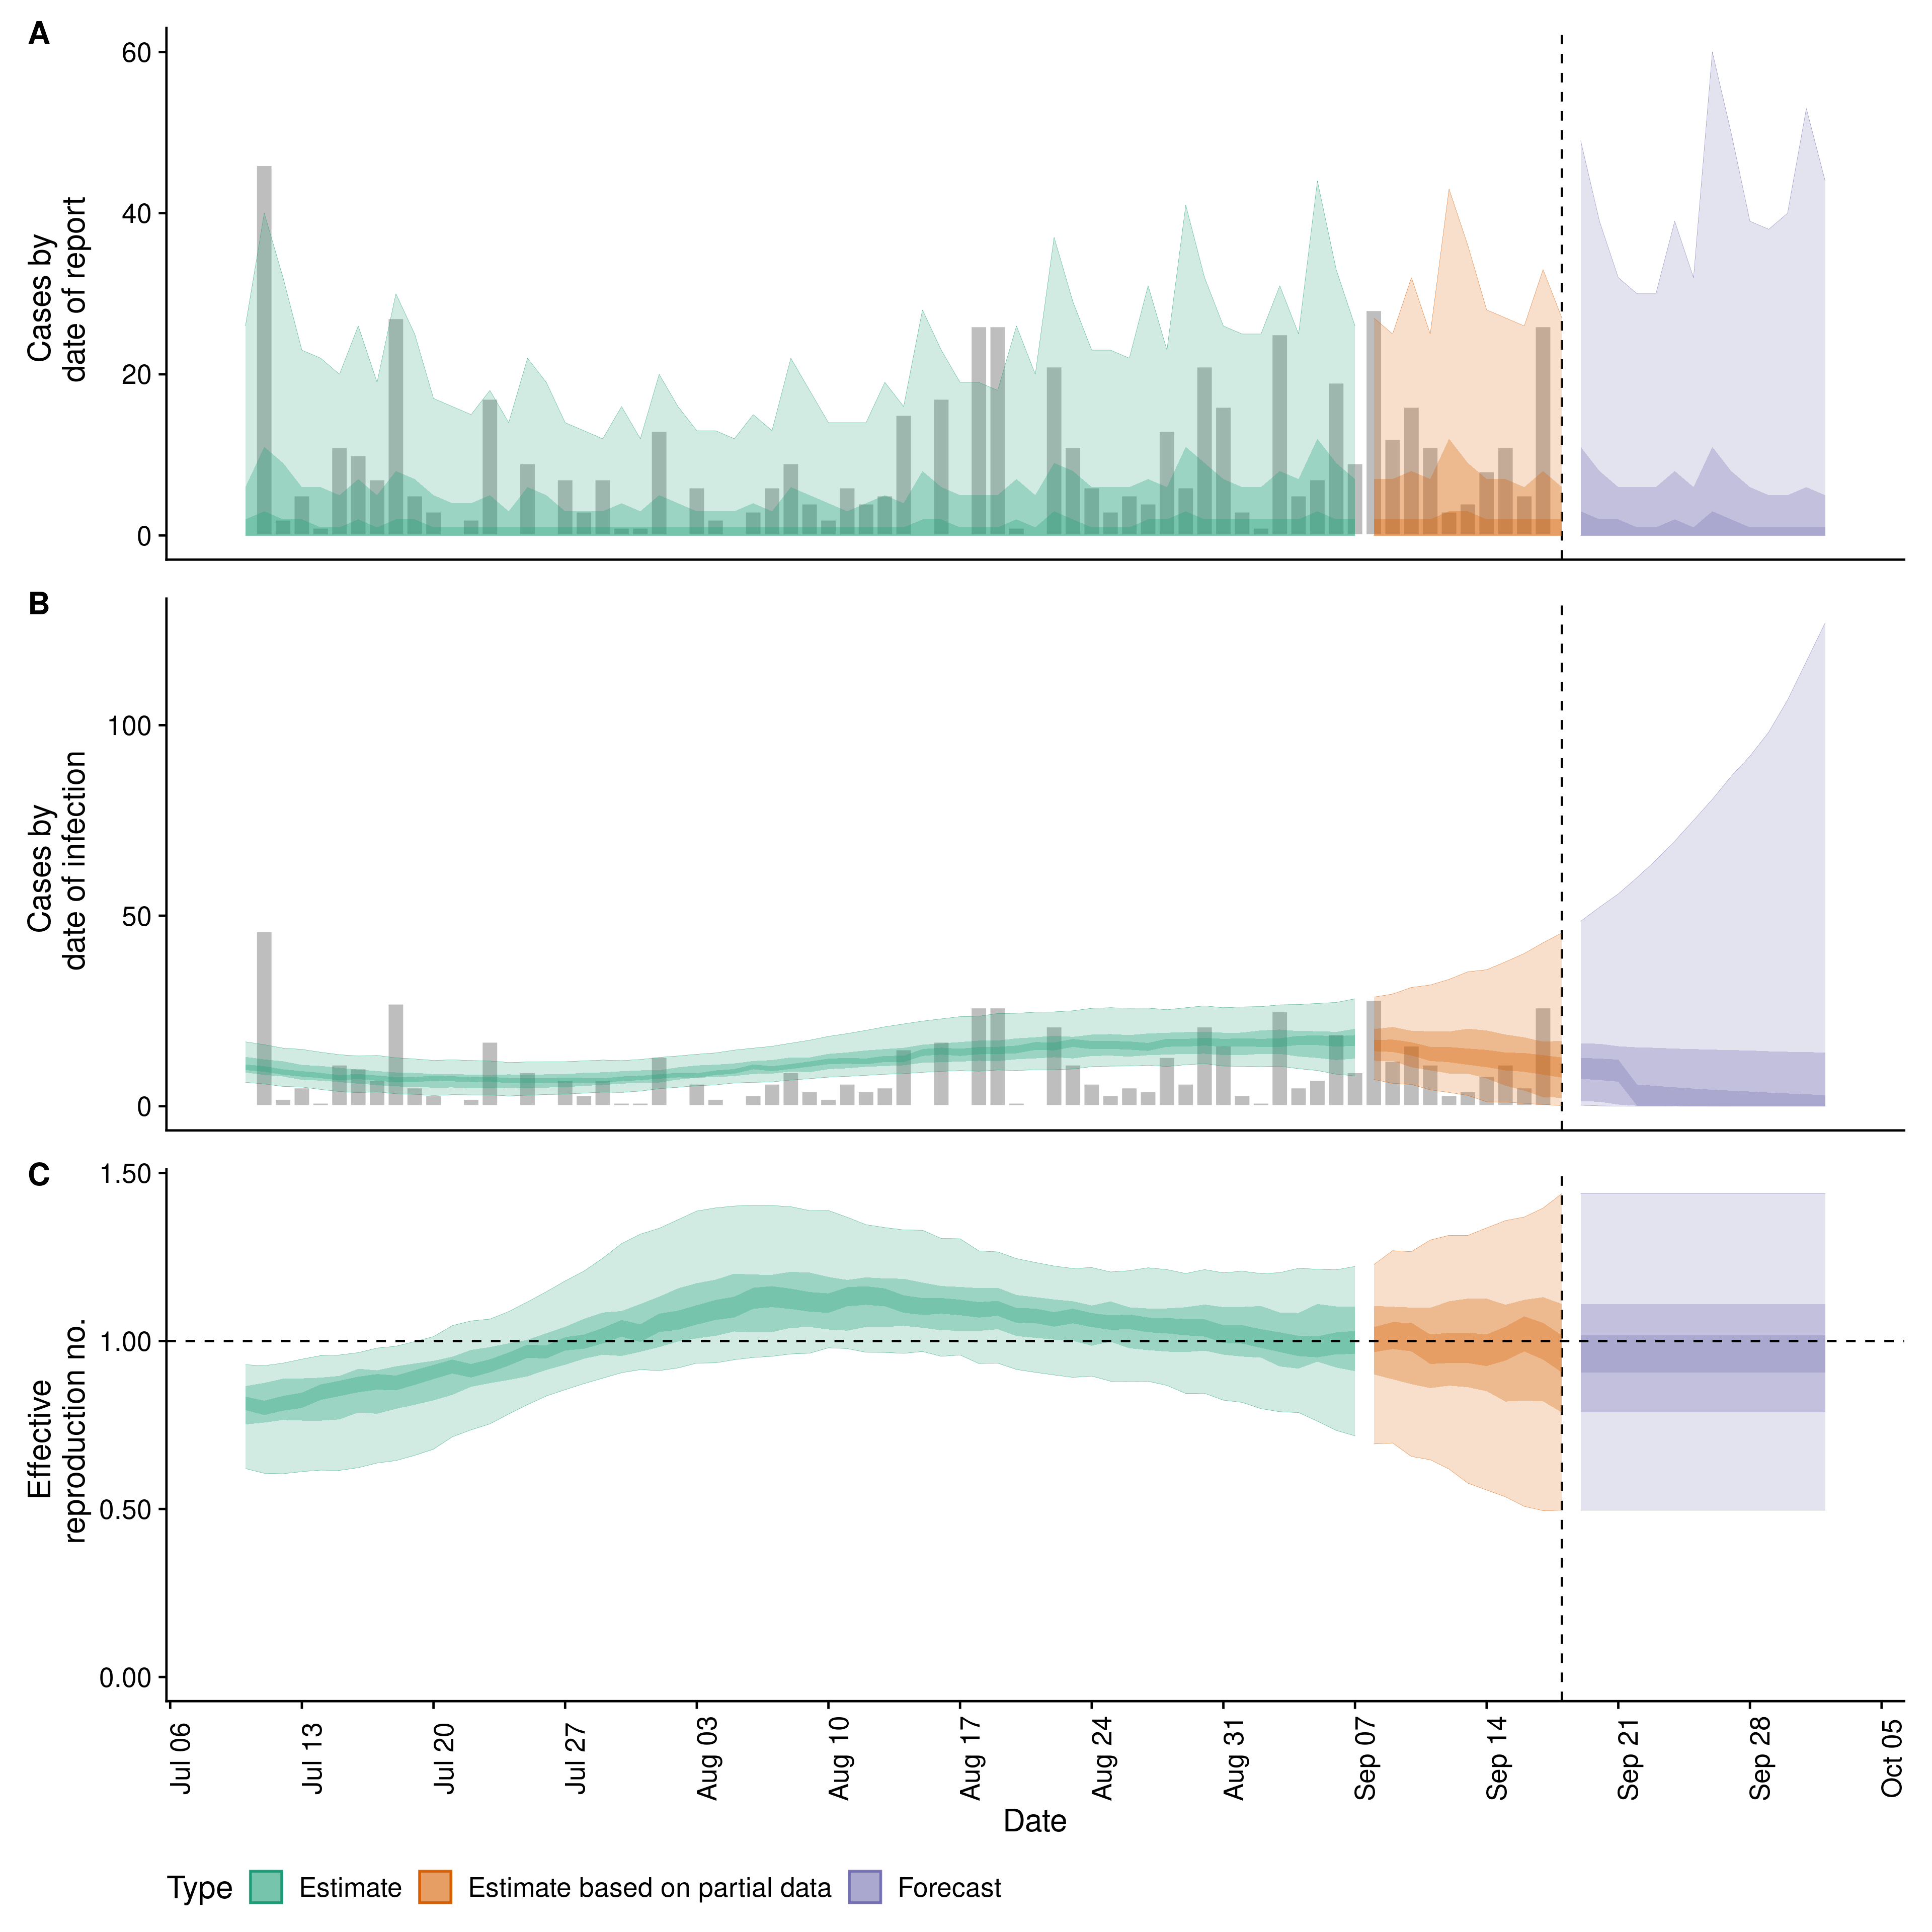 A
Cases by
date of report
60
40
20
0
B
Cases by
date of infection
100
50
0
C
Effective
reproduction no.
1.50
1.00
0.50
0.00
Jul 06
Jul 13
Jul 20
Jul 27
Aug 03
Aug 10
Aug 17
Aug 24
Aug 31
Sep 07
Sep 14
Sep 21
Sep 28
Oct 05
Date
Type Estimate Estimate based on partial data Forecast